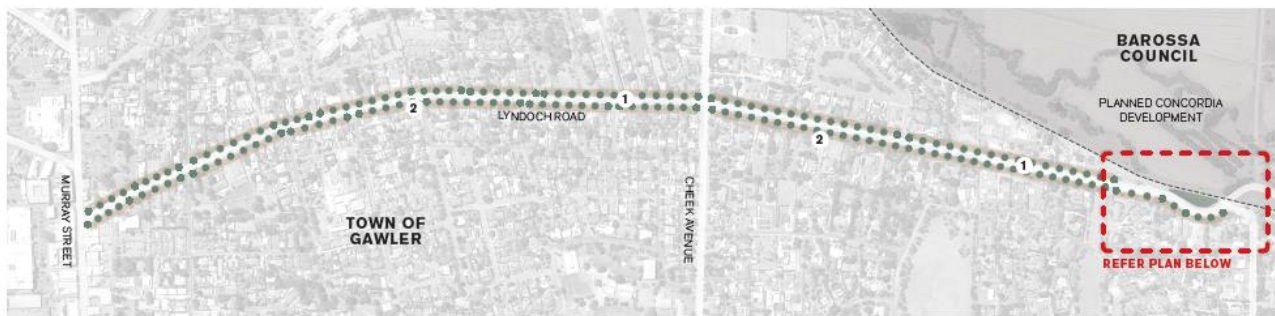 BAROSSA
COUNCIL
PLANNED CONCORDIA
DEVELOPMENT
1
2
LYNDOCH ROAD
2
1
MURRAY STREET
TOWN OF
GAWLER
CHEEK AVENUE
REFER PLAN BELOW